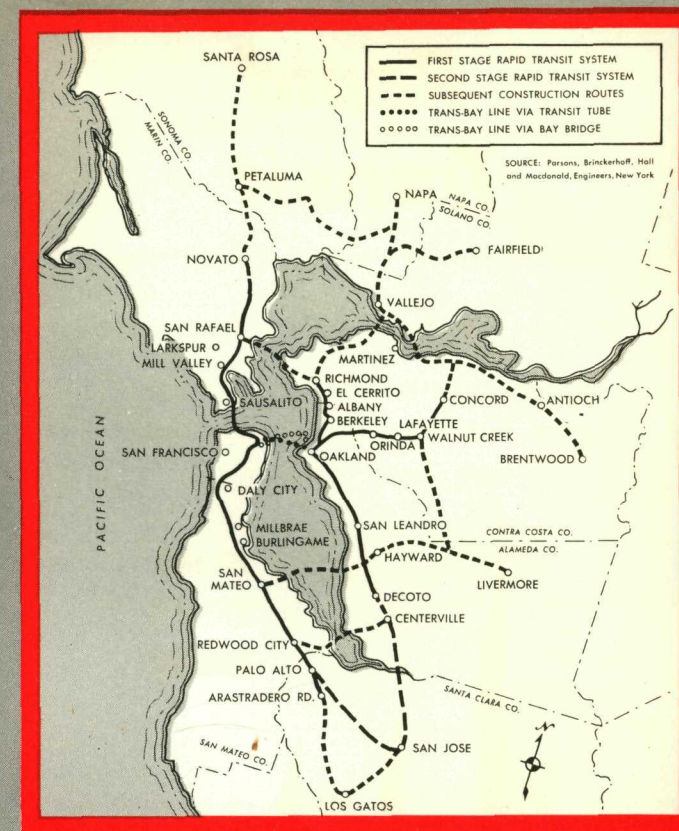 FIRST STAGE RAPID TRANSIT SYSTEM
SECOND STAGE RAPID TRANSIT SYSTEM
SUBSEQUENT CONSTRUCTION ROUTES
TRANS-BAY LINE VIA TRANSIT TUBE
TRANS-BAY LINE VIA BAY BRIDGE
SOURCE: Parsons, Brinckerhoff, Hall
and Macdonald, Engineers, New York
SANTA ROSA
SONOMA CO.
MARIN CO.
PETALUMA
NAPA
NAPA CO.
SOLANO CO.
NOVATO
FAIRFIELD
VALLEJO
SAN RAFAEL
LARKSPUR
MILL VALLEY
MARTINEZ
RICHMOND
EL CERRITO
ALBANY
BERKELEY
CONCORD
ANTIOCH
SAUSALITO
LAFAYETTE
WALNUT CREEK
ORINDA
SAN FRANCISCO
OAKLAND
BRENTWOOD
PACIFIC OCEAN
DALY CITY
MILLBRAE
BURLINGAME
SAN LEANDRO
CONTRA COSTA CO.
ALAMEDA CO.
HAYWARD
SAN
MATEO
LIVERMORE
DECOTO
CENTERVILLE
REDWOOD CITY
PALO ALTO
ARASTRADERO RD.
SANTA CLARA CO.
SAN MATEO CO.
SAN JOSE
LOS GATOS
N